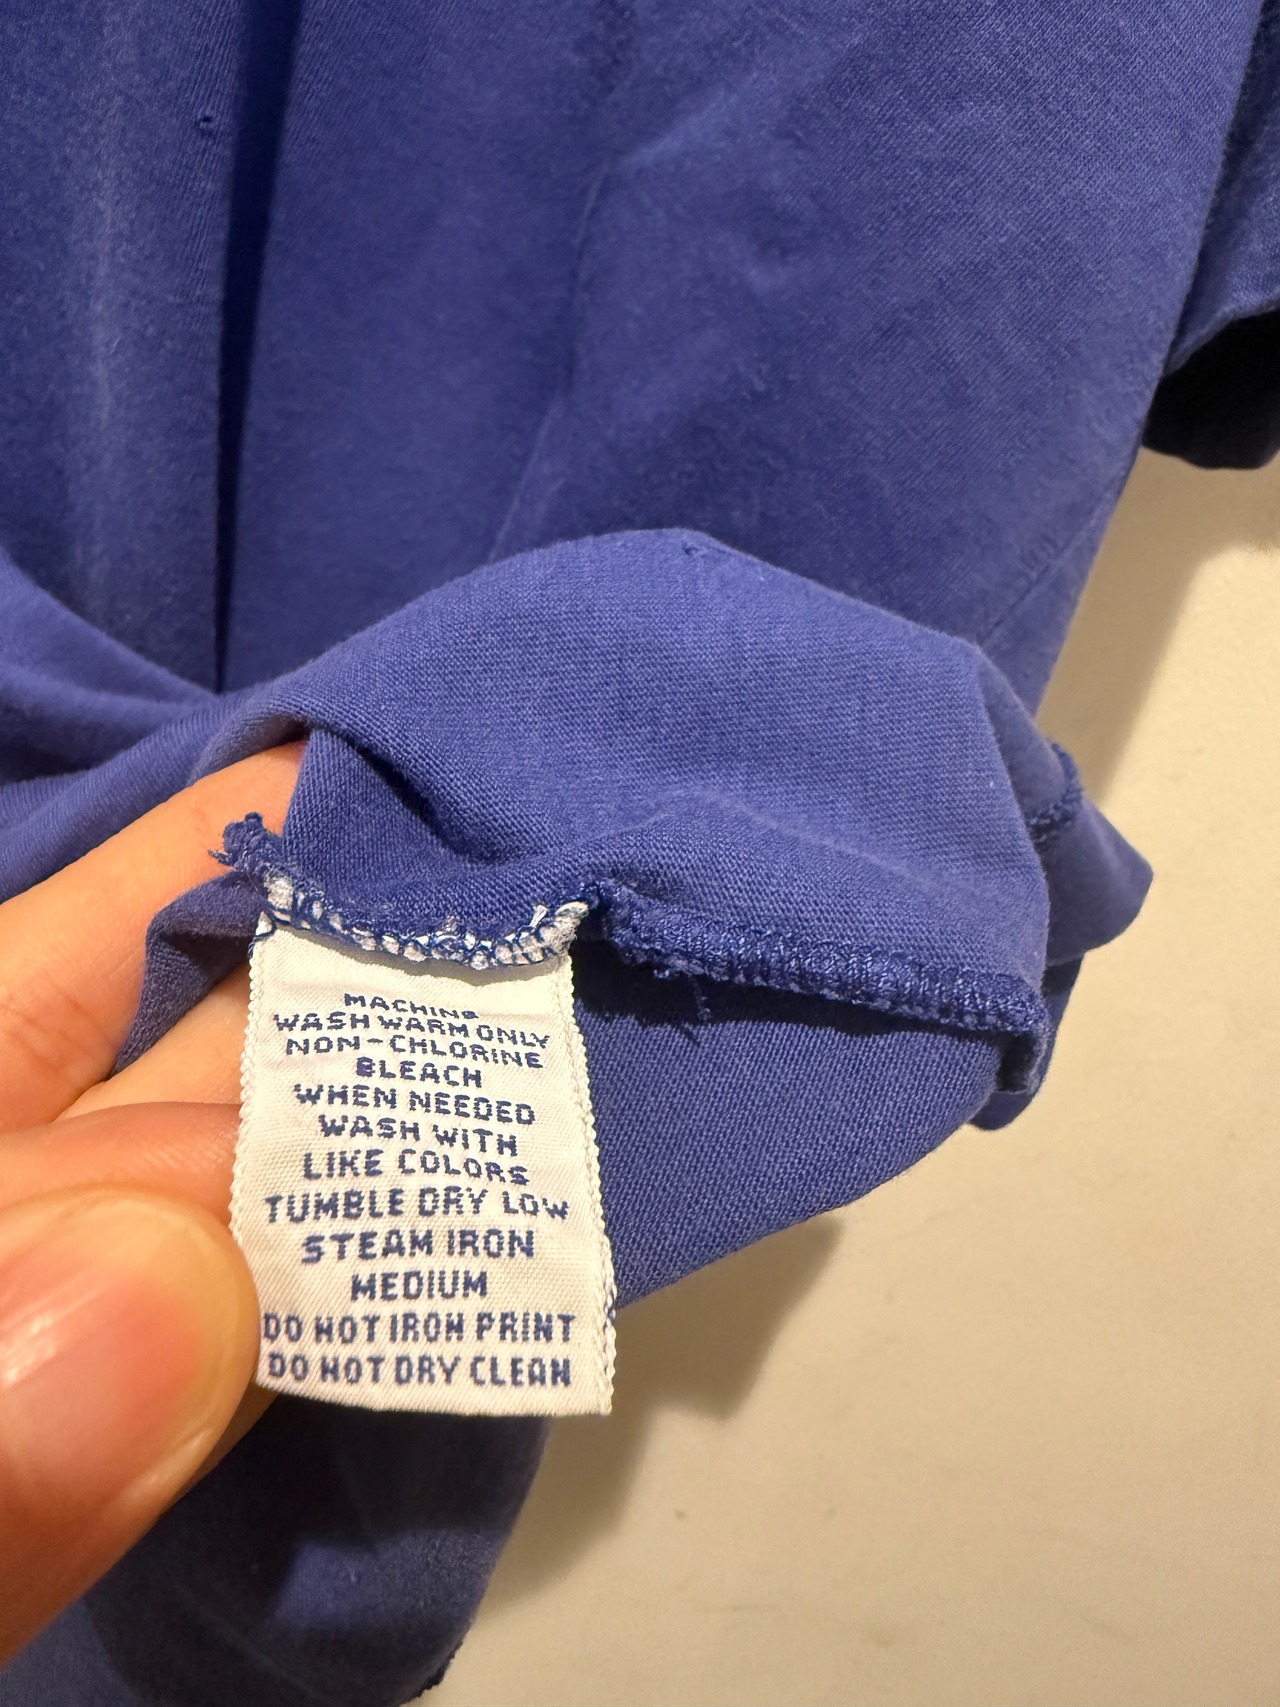 MACHINE
WASH WARM ONLY
NON-CHLORINE
BLEACH
WHEN NEEDED
WASH WITH
LIKE COLORS
TUMBLE DRY LOW
STEAM IRON
MEDIUM
DO NOT IRON PRINT
DO NOT DRY CLEAN